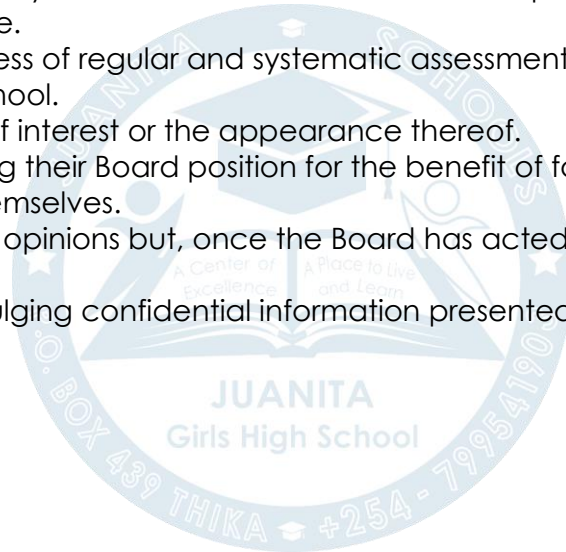 e.
ess of regular and systematic assessment
hool.
f interest or the appearance thereof.
g their Board position for the benefit of fa
emselves.
opinions but, once the Board has acted
ulging confidential information presented
JUANITA SCHOOLS
A Center of Excellence
A Place to Live and Learn
JUANITA
Girls High School
P.O. BOX 439 THIKA +254 - 799541905